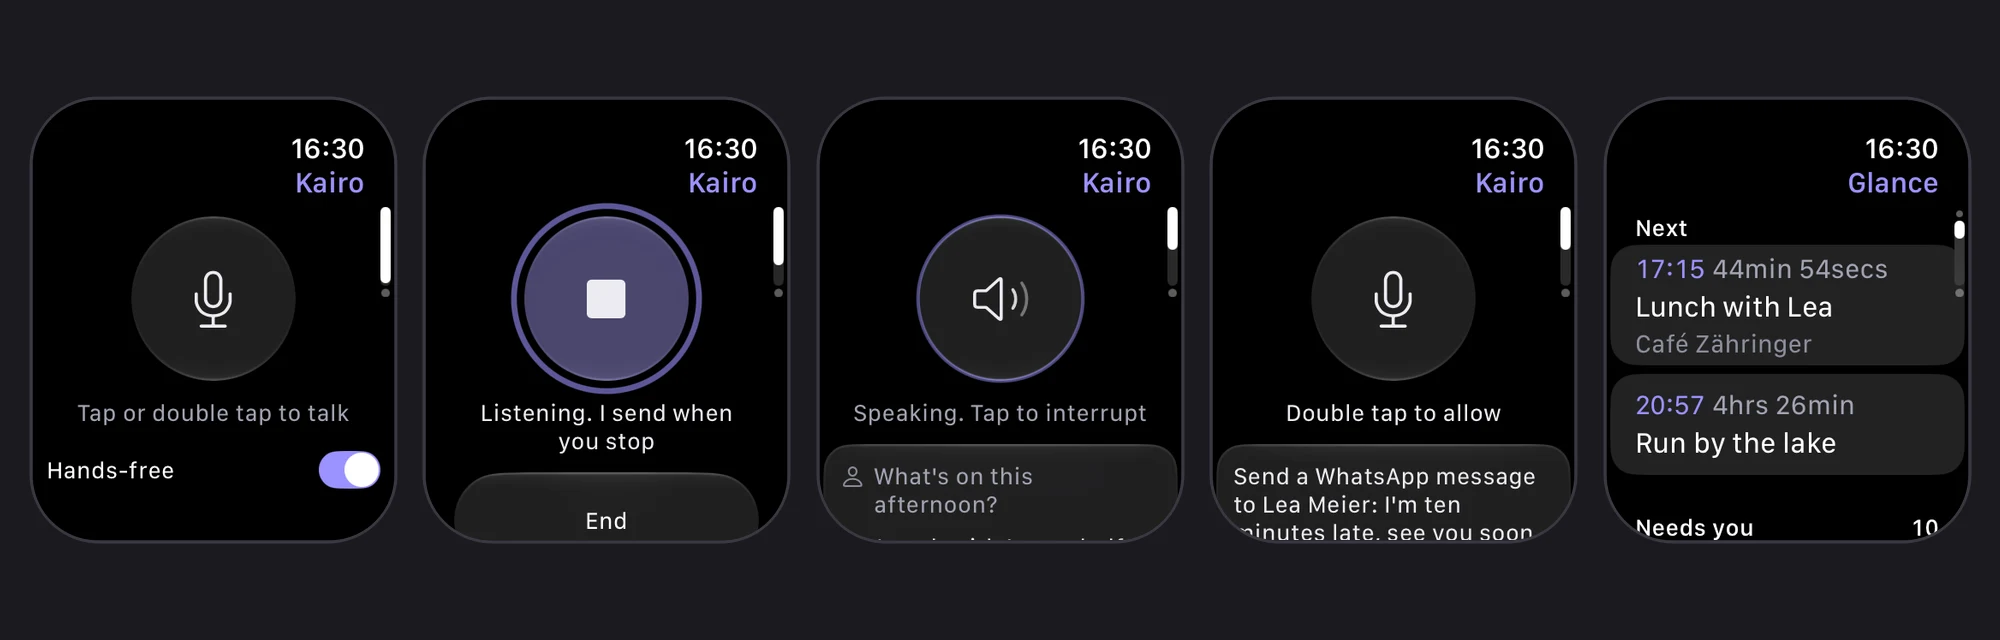 16:30
Kairo
Tap or double tap to talk
Hands-free
16:30
Kairo
Listening. I send when
you stop
End
16:30
Kairo
Speaking. Tap to interrupt
What's on this
afternoon?
16:30
Kairo
Double tap to allow
Send a WhatsApp message
to Lea Meier: I'm ten
minutes late, see you soon
16:30
Glance
Next
17:15 44min 54secs
Lunch with Lea
Café Zähringer
20:57 4hrs 26min
Run by the lake
Needs you 10